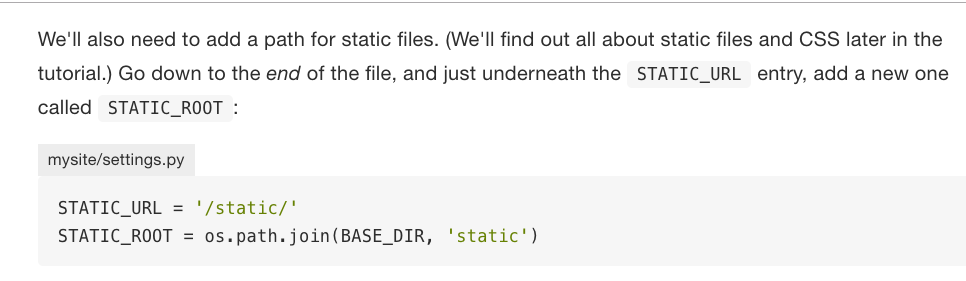 We'll also need to add a path for static files. (We'll find out all about static files and CSS later in the
tutorial.) Go down to the end of the file, and just underneath the STATIC_URL entry, add a new one
called STATIC_ROOT :
mysite/settings.py
STATIC_URL = '/static/'
STATIC_ROOT = os.path.join(BASE_DIR, 'static')